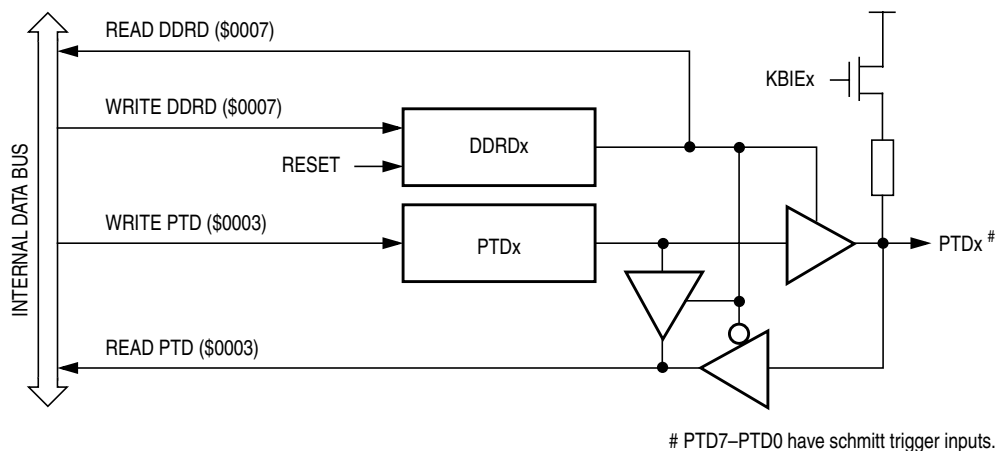 READ DDRD ($0007)
KBIEx
WRITE DDRD ($0007)
DDRDx
RESET
INTERNAL DATA BUS
WRITE PTD ($0003)
PTDx
PTDx #
READ PTD ($0003)
# PTD7–PTD0 have schmitt trigger inputs.